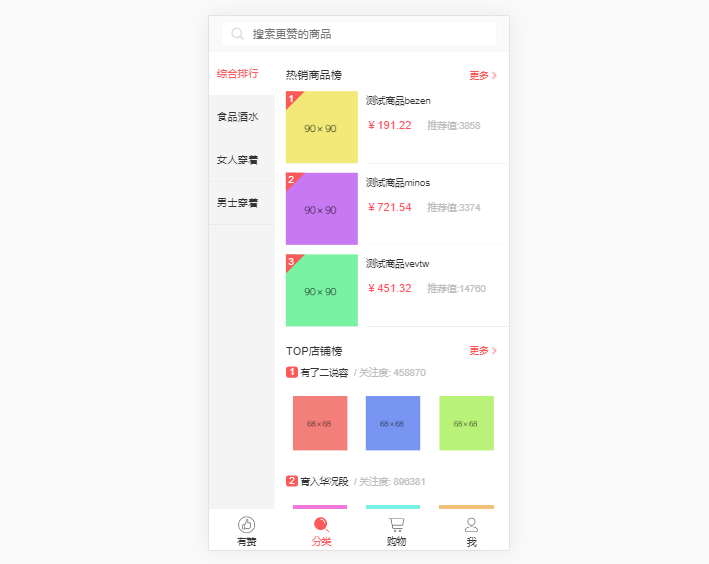 搜索更赞的商品
综合排行
食品酒水
女人穿着
男士穿着
热销商品榜
更多
1
90×90
测试商品bezen
¥ 191.22
推荐值:3858
2
90×90
测试商品minos
¥ 721.54
推荐值:3374
3
90×90
测试商品vevtw
¥ 451.32
推荐值:14760
TOP店铺榜
更多
1 有了二说容 / 关注度: 458870
68×68
68×68
68×68
2 育入华况段 / 关注度: 896381
有赞
分类
购物
我